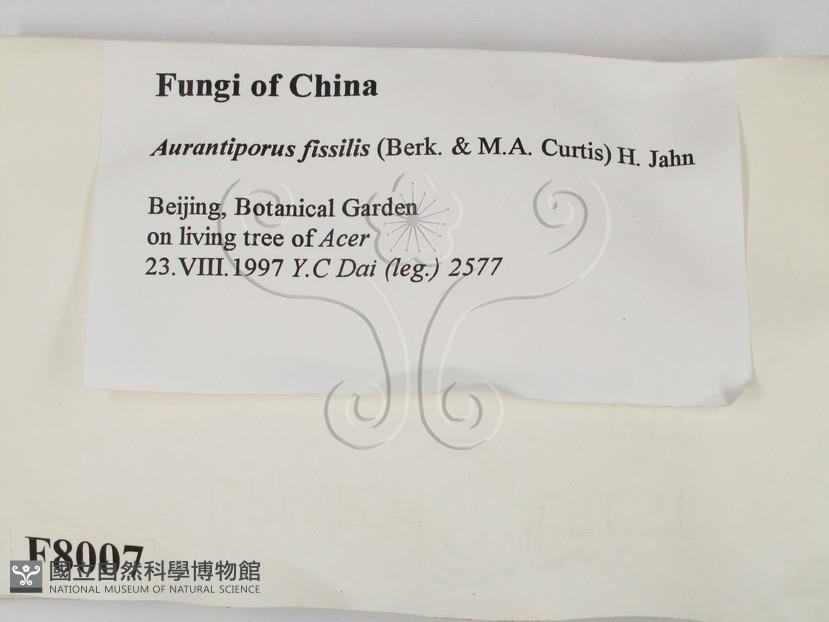 Fungi of China
Aurantiporus fissilis (Berk. & M.A. Curtis) H. Jahn
Beijing, Botanical Garden
on living tree of Acer
23.VIII.1997 Y.C Dai (leg.) 2577
F8007
國立自然科學博物館
NATIONAL MUSEUM OF NATURAL SCIENCE